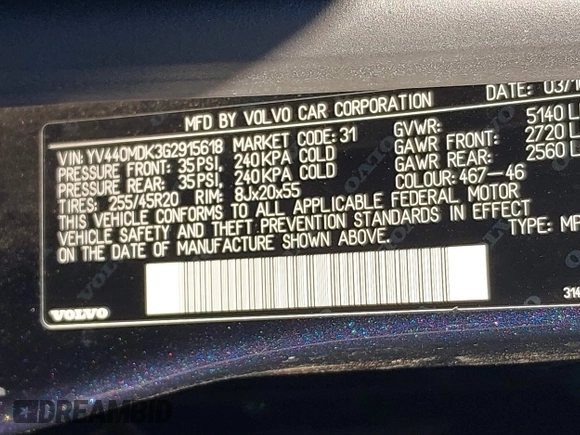 MFD BY VOLVO CAR CORPORATION DATE: 03/1
VIN: YV440MDK3G2915618 MARKET CODE: 31 GVWR: 5140 L
PRESSURE FRONT: 35PSI, 240KPA COLD GAWR FRONT: 2720 L
PRESSURE REAR: 35PSI, 240KPA COLD GAWR REAR: 2560 L
TIRES: 255/45R20 RIM: 8Jx20x55 COLOUR: 467-46
THIS VEHICLE CONFORMS TO ALL APPLICABLE FEDERAL MOTOR
VEHICLE SAFETY AND THEFT PREVENTION STANDARDS IN EFFECT
ON THE DATE OF MANUFACTURE SHOWN ABOVE. TYPE: MP
314
VOLVO
DREAMBID